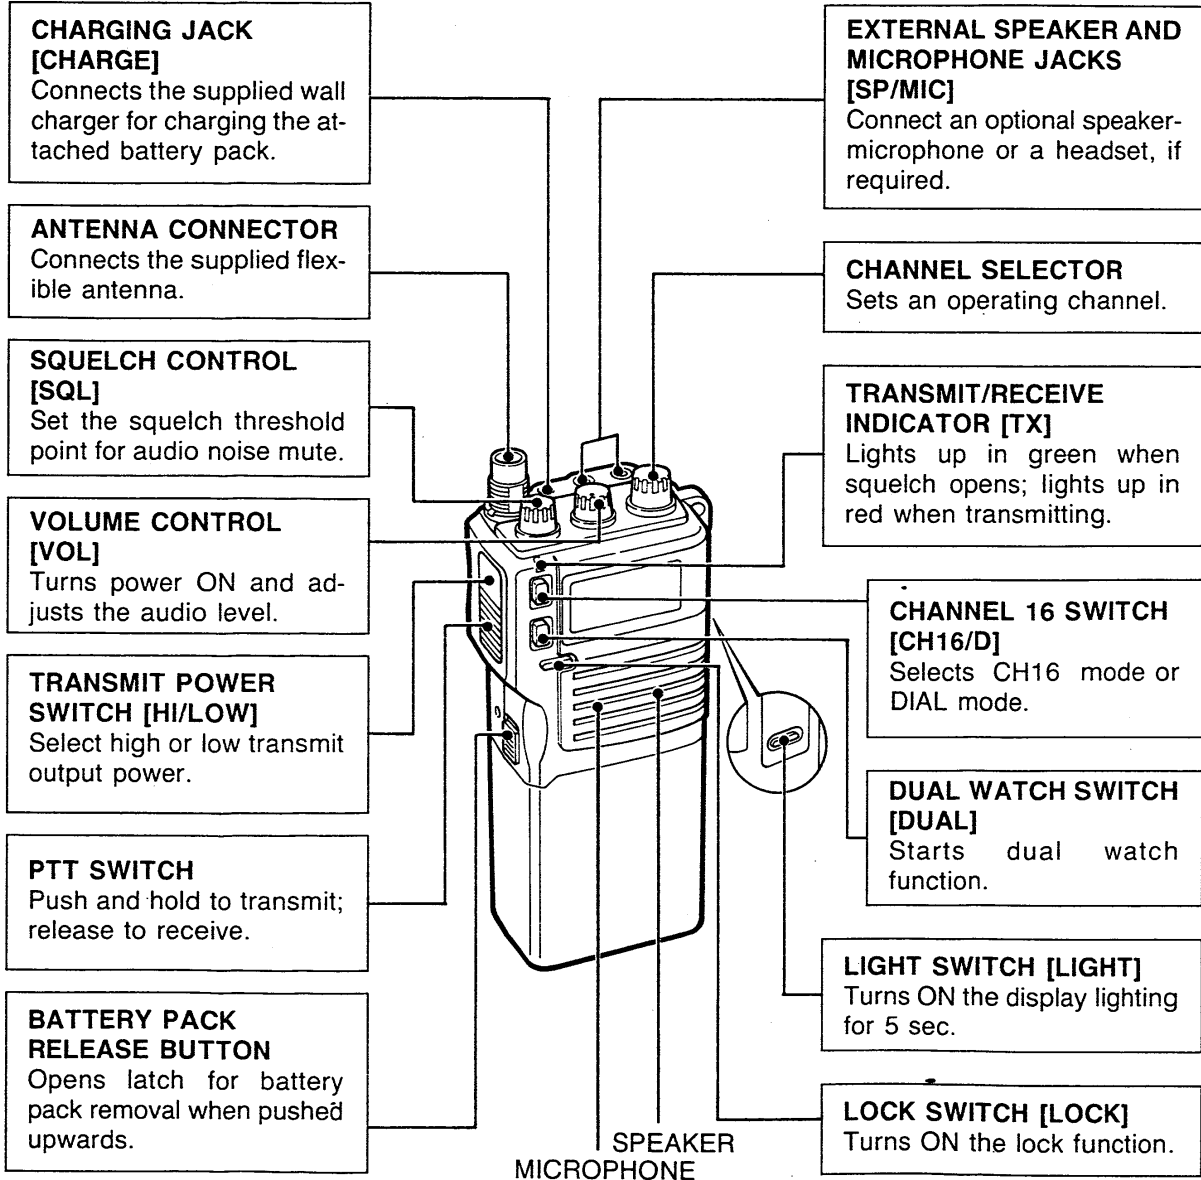 CHARGING JACK
[CHARGE]
Connects the supplied wall
charger for charging the at-
tached battery pack.
ANTENNA CONNECTOR
Connects the supplied flex-
ible antenna.
SQUELCH CONTROL
[SQL]
Set the squelch threshold
point for audio noise mute.
VOLUME CONTROL
[VOL]
Turns power ON and ad-
justs the audio level.
TRANSMIT POWER
SWITCH [HI/LOW]
Select high or low transmit
output power.
PTT SWITCH
Push and hold to transmit;
release to receive.
BATTERY PACK
RELEASE BUTTON
Opens latch for battery
pack removal when pushed
upwards.
EXTERNAL SPEAKER AND
MICROPHONE JACKS
[SP/MIC]
Connect an optional speaker-
microphone or a headset, if
required.
CHANNEL SELECTOR
Sets an operating channel.
TRANSMIT/RECEIVE
INDICATOR [TX]
Lights up in green when
squelch opens; lights up in
red when transmitting.
CHANNEL 16 SWITCH
[CH16/D]
Selects CH16 mode or
DIAL mode.
DUAL WATCH SWITCH
[DUAL]
Starts dual watch
function.
LIGHT SWITCH [LIGHT]
Turns ON the display lighting
for 5 sec.
LOCK SWITCH [LOCK]
Turns ON the lock function.
SPEAKER
MICROPHONE